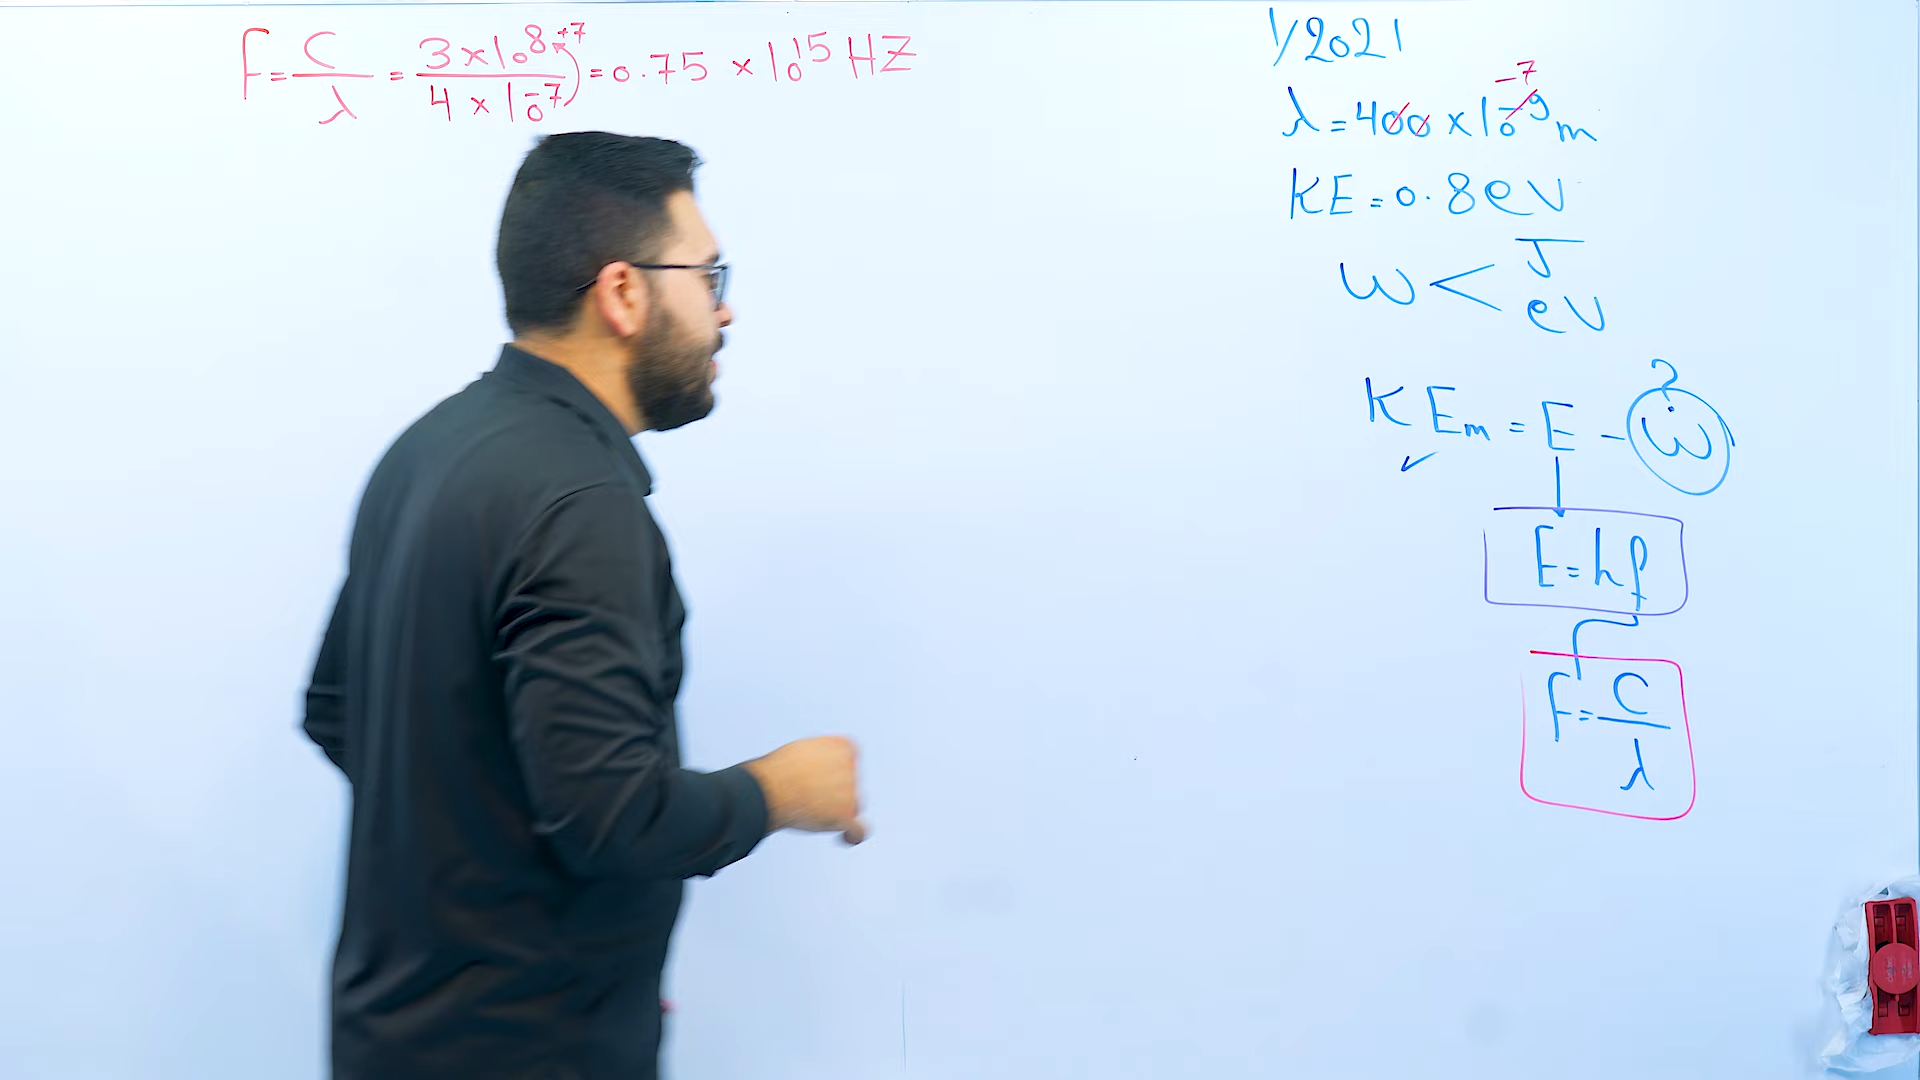 F = C/λ = 3 × 10⁸⁺⁷ / 4 × 10⁻⁷ = 0.75 × 10¹⁵ HZ
1/2021
λ = 400 × 10⁻⁹ m
-7
KE = 0.8 eV
ω < J
eV
?
KEm = E - ω
✓
E = hf
F = C/λ